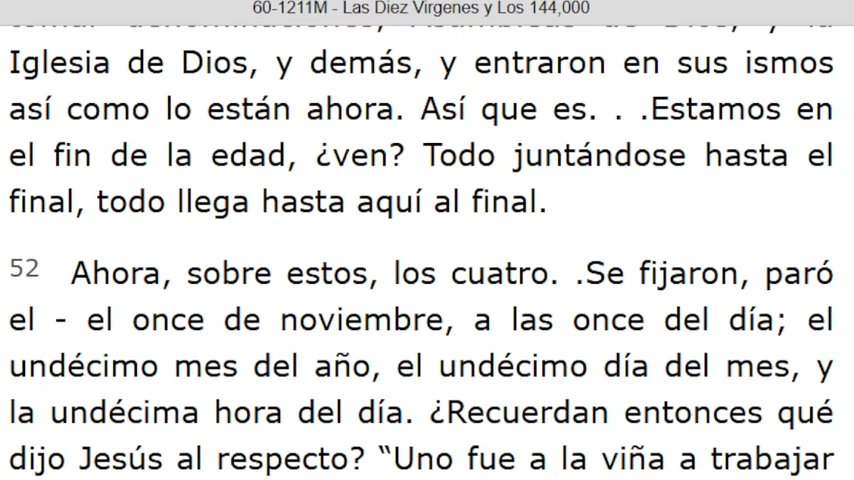 60-1211M - Las Diez Virgenes y Los 144,000
Iglesia de Dios, y demás, y entraron en sus ismos
así como lo están ahora. Así que es. . .Estamos en
el fin de la edad, ¿ven? Todo juntándose hasta el
final, todo llega hasta aquí al final.
52 Ahora, sobre estos, los cuatro. .Se fijaron, paró
el - el once de noviembre, a las once del día; el
undécimo mes del año, el undécimo día del mes, y
la undécima hora del día. ¿Recuerdan entonces qué
dijo Jesús al respecto? “Uno fue a la viña a trabajar